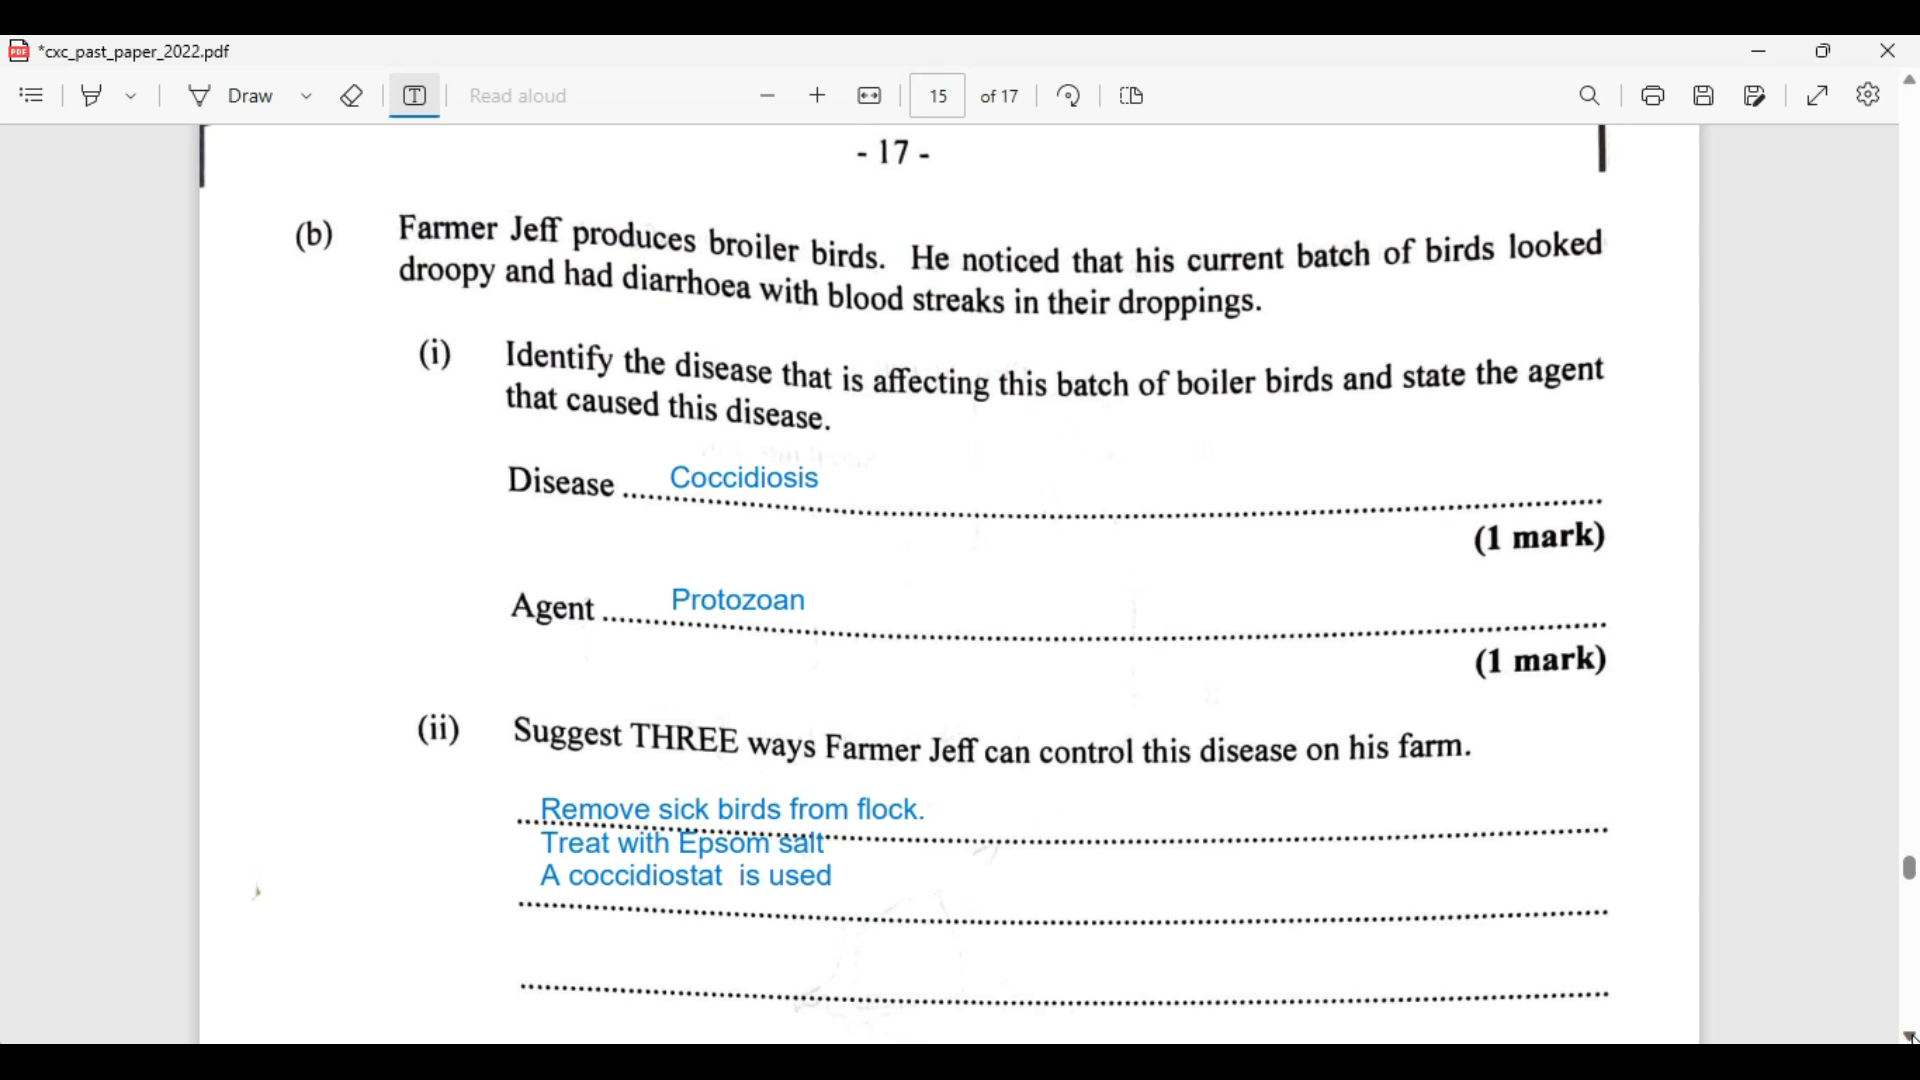 *cxc_past_paper_2022.pdf
Draw
Read aloud
15 of 17
- 17 -
(b) Farmer Jeff produces broiler birds. He noticed that his current batch of birds looked
droopy and had diarrhoea with blood streaks in their droppings.
(i) Identify the disease that is affecting this batch of boiler birds and state the agent
that caused this disease.
Disease Coccidiosis
(1 mark)
Agent Protozoan
(1 mark)
(ii) Suggest THREE ways Farmer Jeff can control this disease on his farm.
Remove sick birds from flock.
Treat with Epsom salt
A coccidiostat is used